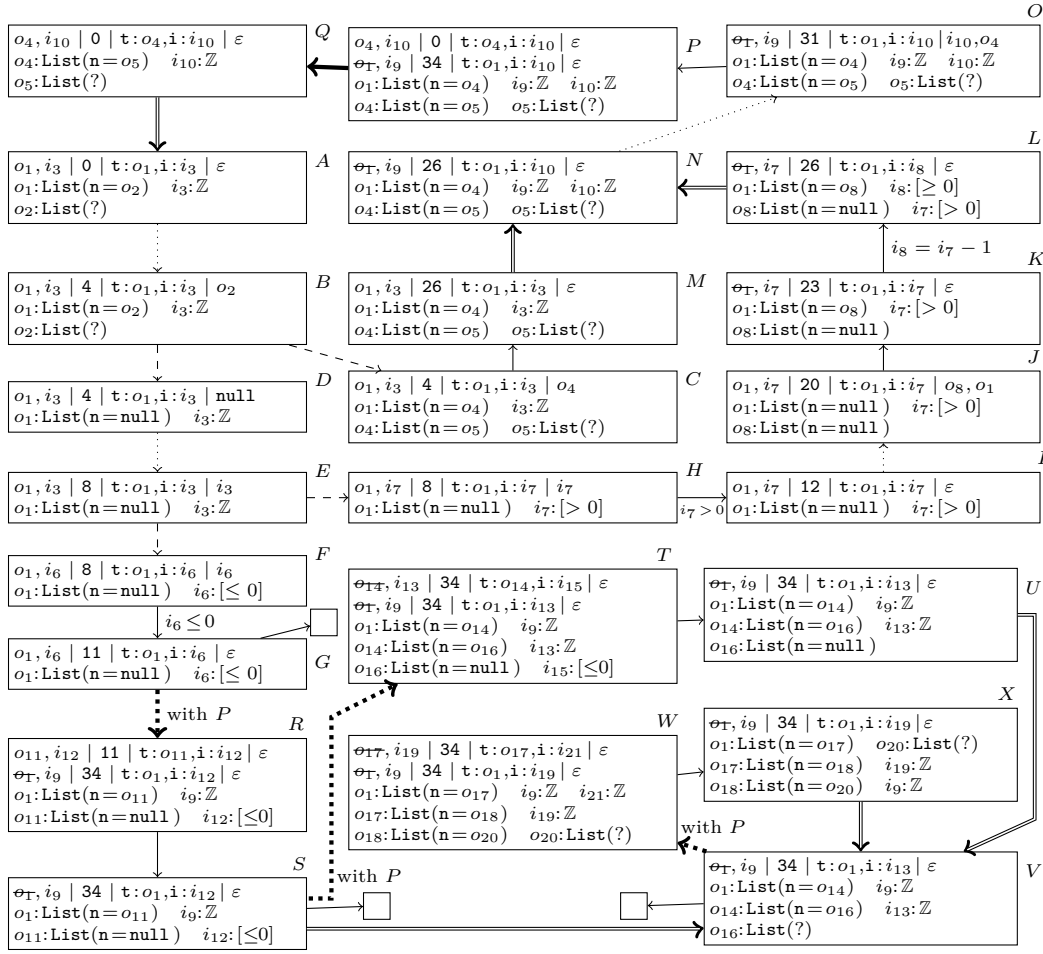 o4, i10 | 0 | t:o4,i:i10 | ε
o4:List(n=o5) i10:ℤ
o5:List(?)
Q
o4, i10 | 0 | t:o4,i:i10 | ε
o̶1̶, i9 | 34 | t:o1,i:i10 | ε
o1:List(n=o4) i9:ℤ i10:ℤ
o4:List(n=o5) o5:List(?)
P
o̶1̶, i9 | 31 | t:o1,i:i10|i10, o4
o1:List(n=o4) i9:ℤ i10:ℤ
o4:List(n=o5) o5:List(?)
O
o1, i3 | 0 | t:o1,i:i3 | ε
o1:List(n=o2) i3:ℤ
o2:List(?)
A
o̶1̶, i9 | 26 | t:o1,i:i10 | ε
o1:List(n=o4) i9:ℤ i10:ℤ
o4:List(n=o5) o5:List(?)
N
o̶1̶, i7 | 26 | t:o1,i:i8 | ε
o1:List(n=o8) i8:[≥ 0]
o8:List(n=null) i7:[> 0]
L
i8 = i7 − 1
o1, i3 | 4 | t:o1,i:i3 | o2
o1:List(n=o2) i3:ℤ
o2:List(?)
B
o1, i3 | 26 | t:o1,i:i3 | ε
o1:List(n=o4) i3:ℤ
o4:List(n=o5) o5:List(?)
M
o̶1̶, i7 | 23 | t:o1,i:i7 | ε
o1:List(n=o8) i7:[> 0]
o8:List(n=null)
K
o1, i3 | 4 | t:o1,i:i3 | null
o1:List(n=null) i3:ℤ
D
o1, i3 | 4 | t:o1,i:i3 | o4
o1:List(n=o4) i3:ℤ
o4:List(n=o5) o5:List(?)
C
o1, i7 | 20 | t:o1,i:i7 | o8, o1
o1:List(n=null) i7:[> 0]
o8:List(n=null)
J
o1, i3 | 8 | t:o1,i:i3 | i3
o1:List(n=null) i3:ℤ
E
o1, i7 | 8 | t:o1,i:i7 | i7
o1:List(n=null) i7:[> 0]
H
i7 > 0
o1, i7 | 12 | t:o1,i:i7 | ε
o1:List(n=null) i7:[> 0]
I
o1, i6 | 8 | t:o1,i:i6 | i6
o1:List(n=null) i6:[≤ 0]
F
i6 ≤ 0
o1, i6 | 11 | t:o1,i:i6 | ε
o1:List(n=null) i6:[≤ 0]
G
with P
o̶1̶4̶, i13 | 34 | t:o14,i:i15 | ε
o̶1̶, i9 | 34 | t:o1,i:i13 | ε
o1:List(n=o14) i9:ℤ
o14:List(n=o16) i13:ℤ
o16:List(n=null) i15:[≤0]
T
o̶1̶, i9 | 34 | t:o1,i:i13 | ε
o1:List(n=o14) i9:ℤ
o14:List(n=o16) i13:ℤ
o16:List(n=null)
U
o11, i12 | 11 | t:o11,i:i12 | ε
o̶1̶, i9 | 34 | t:o1,i:i12 | ε
o1:List(n=o11) i9:ℤ
o11:List(n=null) i12:[≤0]
R
o̶1̶7̶, i19 | 34 | t:o17,i:i21 | ε
o̶1̶, i9 | 34 | t:o1,i:i19 | ε
o1:List(n=o17) i9:ℤ i21:ℤ
o17:List(n=o18) i19:ℤ
o18:List(n=o20) o20:List(?)
W
o̶1̶, i9 | 34 | t:o1,i:i19 | ε
o1:List(n=o17) o20:List(?)
o17:List(n=o18) i19:ℤ
o18:List(n=o20) i9:ℤ
X
with P
o̶1̶, i9 | 34 | t:o1,i:i12 | ε
o1:List(n=o11) i9:ℤ
o11:List(n=null) i12:[≤0]
S
with P
o̶1̶, i9 | 34 | t:o1,i:i13 | ε
o1:List(n=o14) i9:ℤ
o14:List(n=o16) i13:ℤ
o16:List(?)
V